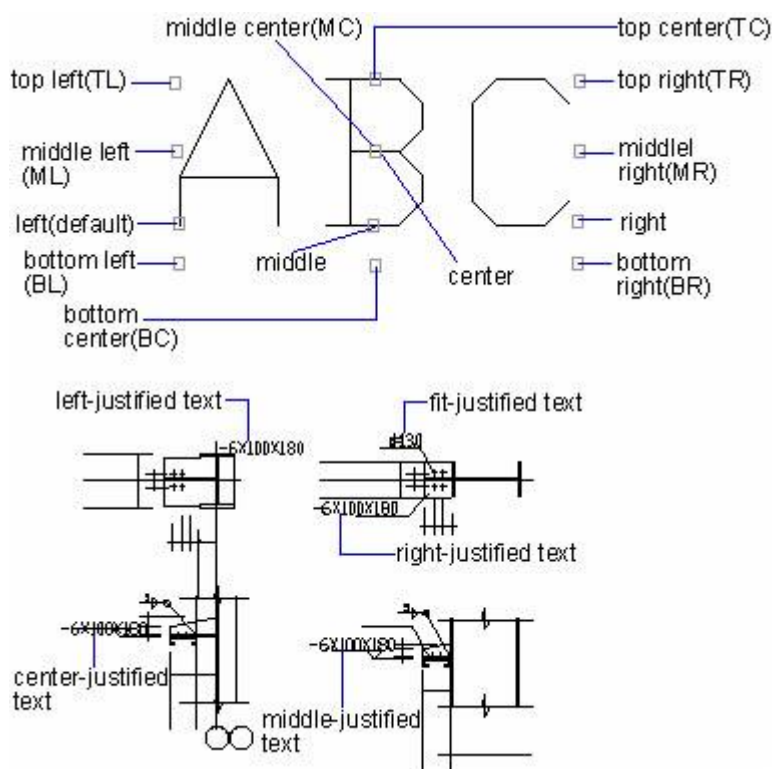 middle center(MC)
top center(TC)
top left(TL)
top right(TR)
A B C
middle left
(ML)
middlel
right(MR)
left(default)
right
bottom left
(BL)
middle
center
bottom
right(BR)
bottom
center(BC)
left-justified text
fit-justified text
-6X100X180
-6X100X180
right-justified text
-6X100X180
-6X100X180
center-justified
text
middle-justified
text